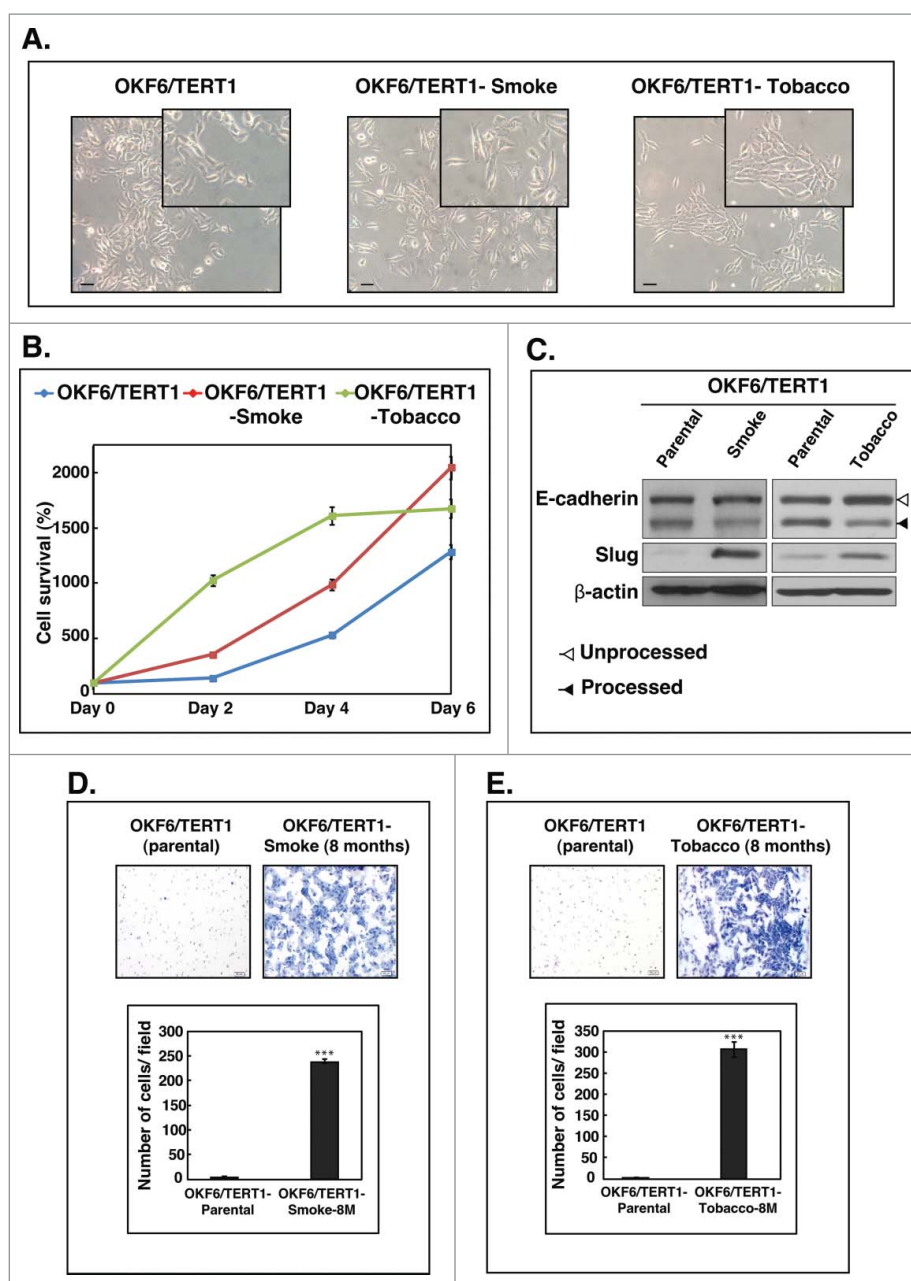 A.
OKF6/TERT1
OKF6/TERT1- Smoke
OKF6/TERT1- Tobacco
B.
OKF6/TERT1
OKF6/TERT1
-Smoke
OKF6/TERT1
-Tobacco
Cell survival (%)
2000
1500
1000
500
0
Day 0
Day 2
Day 4
Day 6
C.
OKF6/TERT1
Parental
Smoke
Parental
Tobacco
E-cadherin
Slug
β-actin
Unprocessed
Processed
D.
OKF6/TERT1
(parental)
OKF6/TERT1-
Smoke (8 months)
Number of cells/ field
300
250
200
150
100
50
0
***
OKF6/TERT1-
Parental
OKF6/TERT1-
Smoke-8M
E.
OKF6/TERT1
(parental)
OKF6/TERT1-
Tobacco (8 months)
Number of cells/ field
350
300
250
200
150
100
50
0
***
OKF6/TERT1-
Parental
OKF6/TERT1-
Tobacco-8M